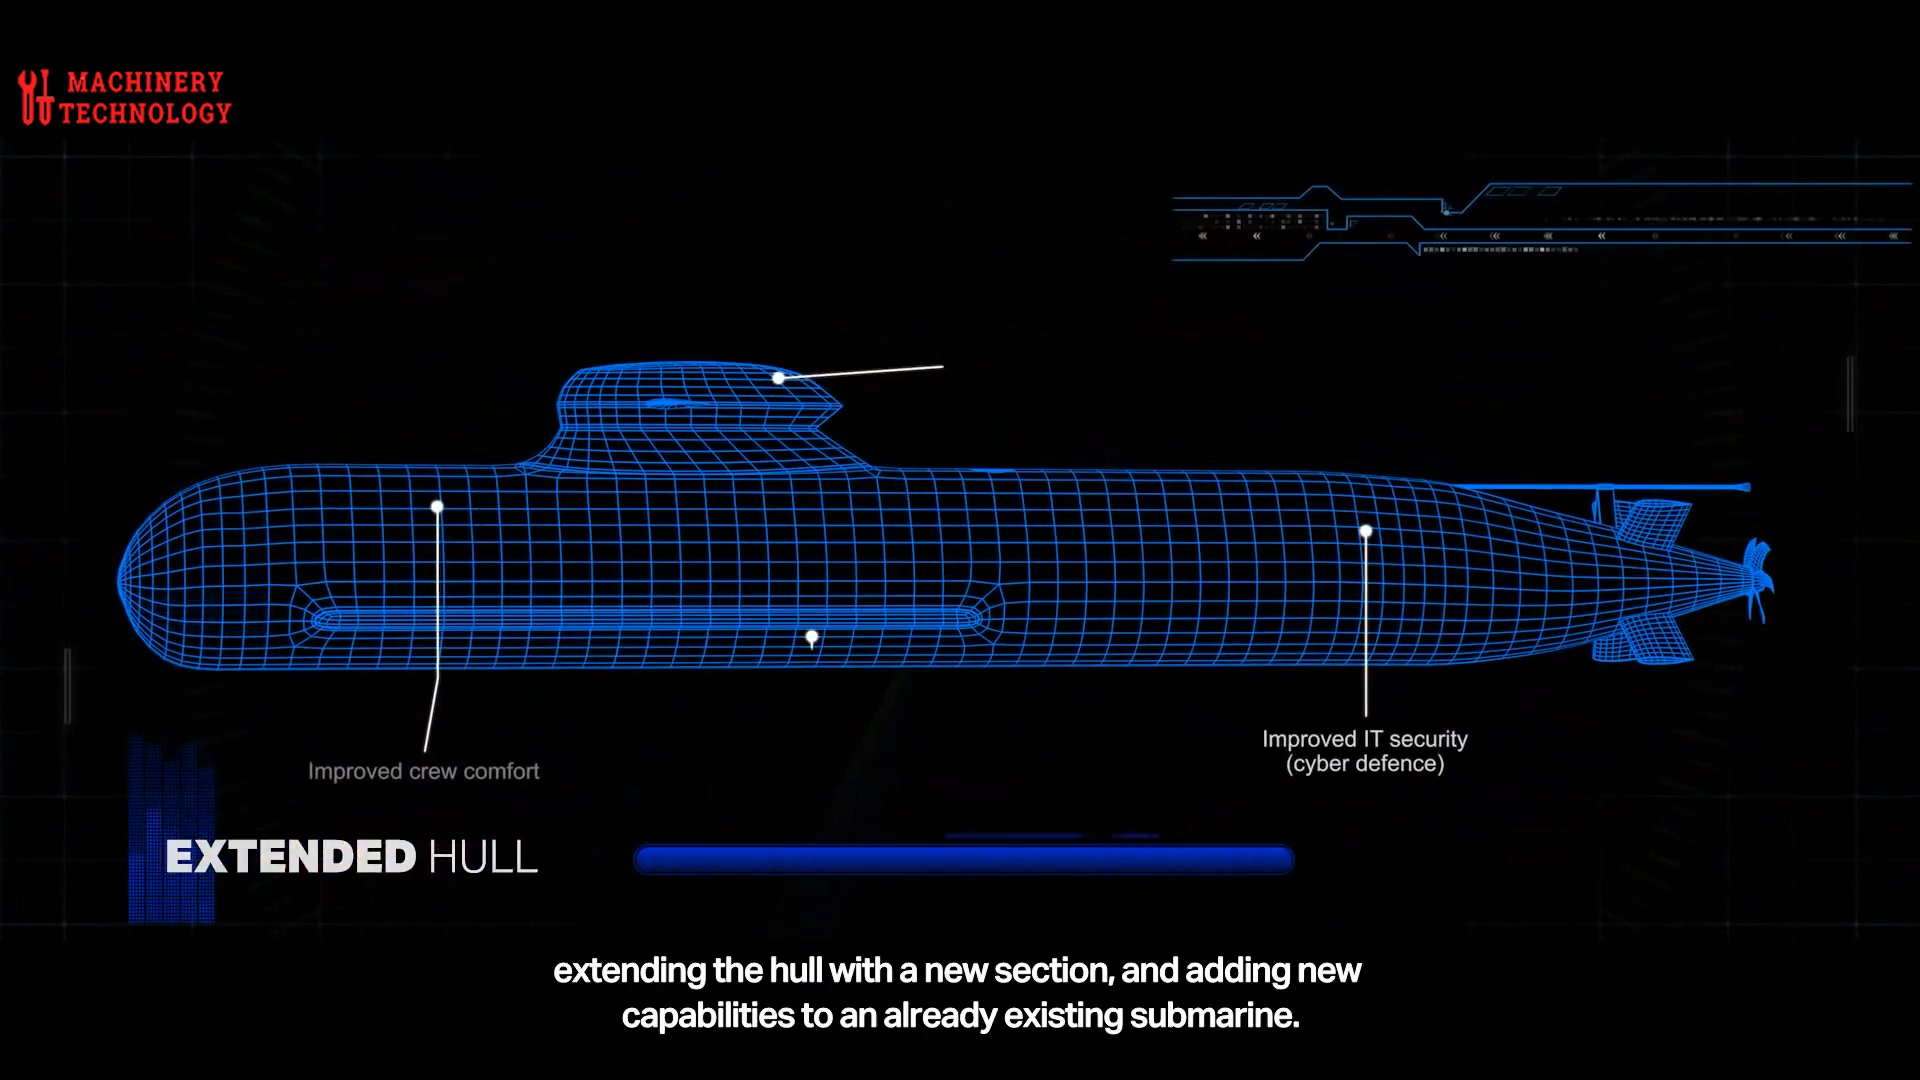 MACHINERY
TECHNOLOGY
Improved IT security
(cyber defence)
Improved crew comfort
EXTENDED HULL
extending the hull with a new section, and adding new
capabilities to an already existing submarine.